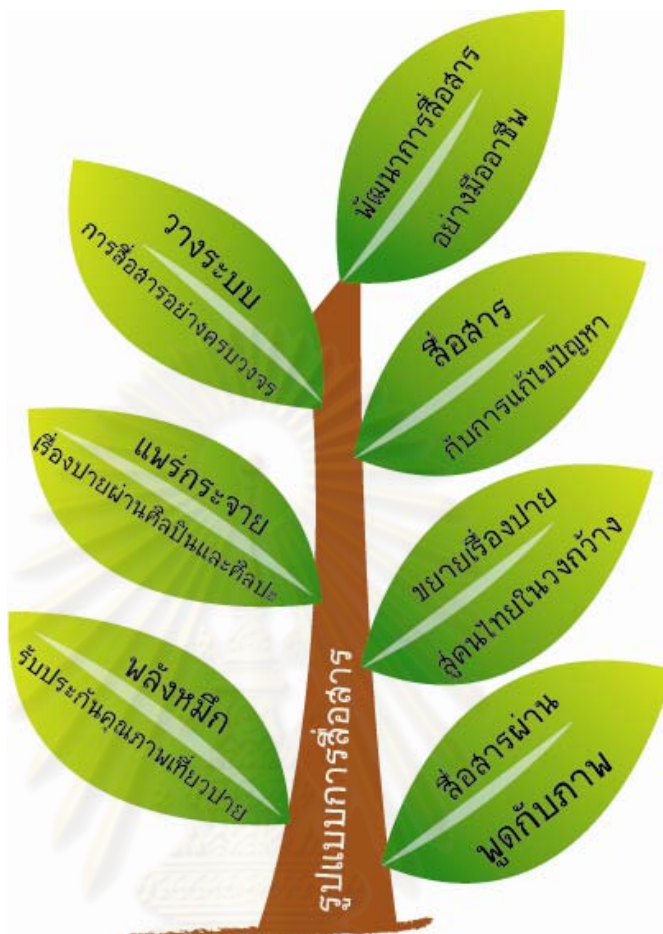 พัฒนาการสื่อสาร
อย่างมืออาชีพ
วางระบบ
การสื่อสารอย่างครบวงจร
สื่อสาร
กับการแก้ไขปัญหา
แพร่กระจาย
เรื่องปายผ่านศิลปินและศิลปะ
ขยายเรื่องปาย
สู่คนไทยในวงกว้าง
พลังหมึก
รับประกันคุณภาพเที่ยวปาย
สื่อสารผ่าน
พูดกับภาพ
รูปแบบการสื่อสาร